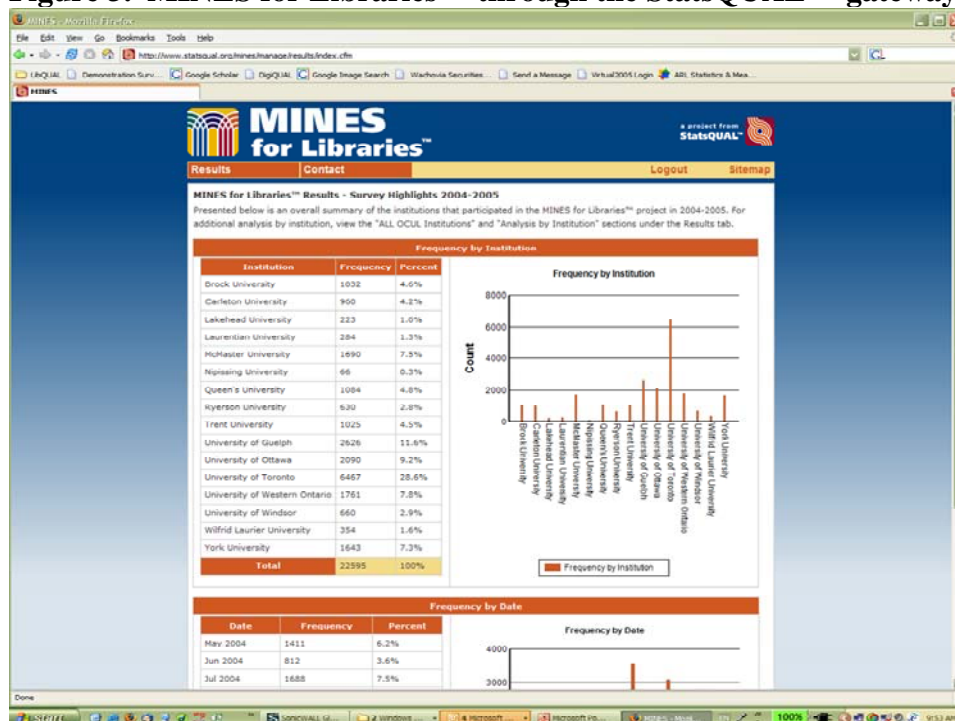 MINES - Mozilla Firefox
File Edit View Go Bookmarks Tools Help
http://www.statsqual.org/mines/manage/results/index.cfm
LibQUAL Demonstration Surv... Google Scholar DigiQUAL Google Image Search Wachovia Securities... Send a Message Virtual2005 Login ARL Statistics & Mea...
MINES
MINES
for Libraries™
a project from
StatsQUAL™
Results Contact Logout Sitemap
MINES for Libraries™ Results - Survey Highlights 2004-2005
Presented below is an overall summary of the institutions that participated in the MINES for Libraries™ project in 2004-2005. For
additional analysis by institution, view the "ALL OCUL Institutions" and "Analysis by Institution" sections under the Results tab.
Frequency by Institution
Institution Frequency Percent
Brock University 1032 4.6%
Carleton University 960 4.2%
Lakehead University 223 1.0%
Laurentian University 284 1.3%
McMaster University 1690 7.5%
Nipissing University 66 0.3%
Queen's University 1084 4.8%
Ryerson University 630 2.8%
Trent University 1025 4.5%
University of Guelph 2626 11.6%
University of Ottawa 2090 9.2%
University of Toronto 6467 28.6%
University of Western Ontario 1761 7.8%
University of Windsor 660 2.9%
Wilfrid Laurier University 354 1.6%
York University 1643 7.3%
Total 22595 100%
Frequency by Institution
Count
8000
6000
4000
2000
0
Brock University
Carleton University
Lakehead University
Laurentian University
McMaster University
Nipissing University
Queen's University
Ryerson University
Trent University
University of Guelph
University of Ottawa
University of Toronto
University of Western Ontario
University of Windsor
Wilfrid Laurier University
York University
Frequency by Institution
Frequency by Date
Date Frequency Percent
May 2004 1411 6.2%
Jun 2004 812 3.6%
Jul 2004 1688 7.5%
Frequency by Date
4000
3000
Done
2 Windows ... 4 Microsoft ... Microsoft Po... MINES - Mozil... 100% 9:53 AM